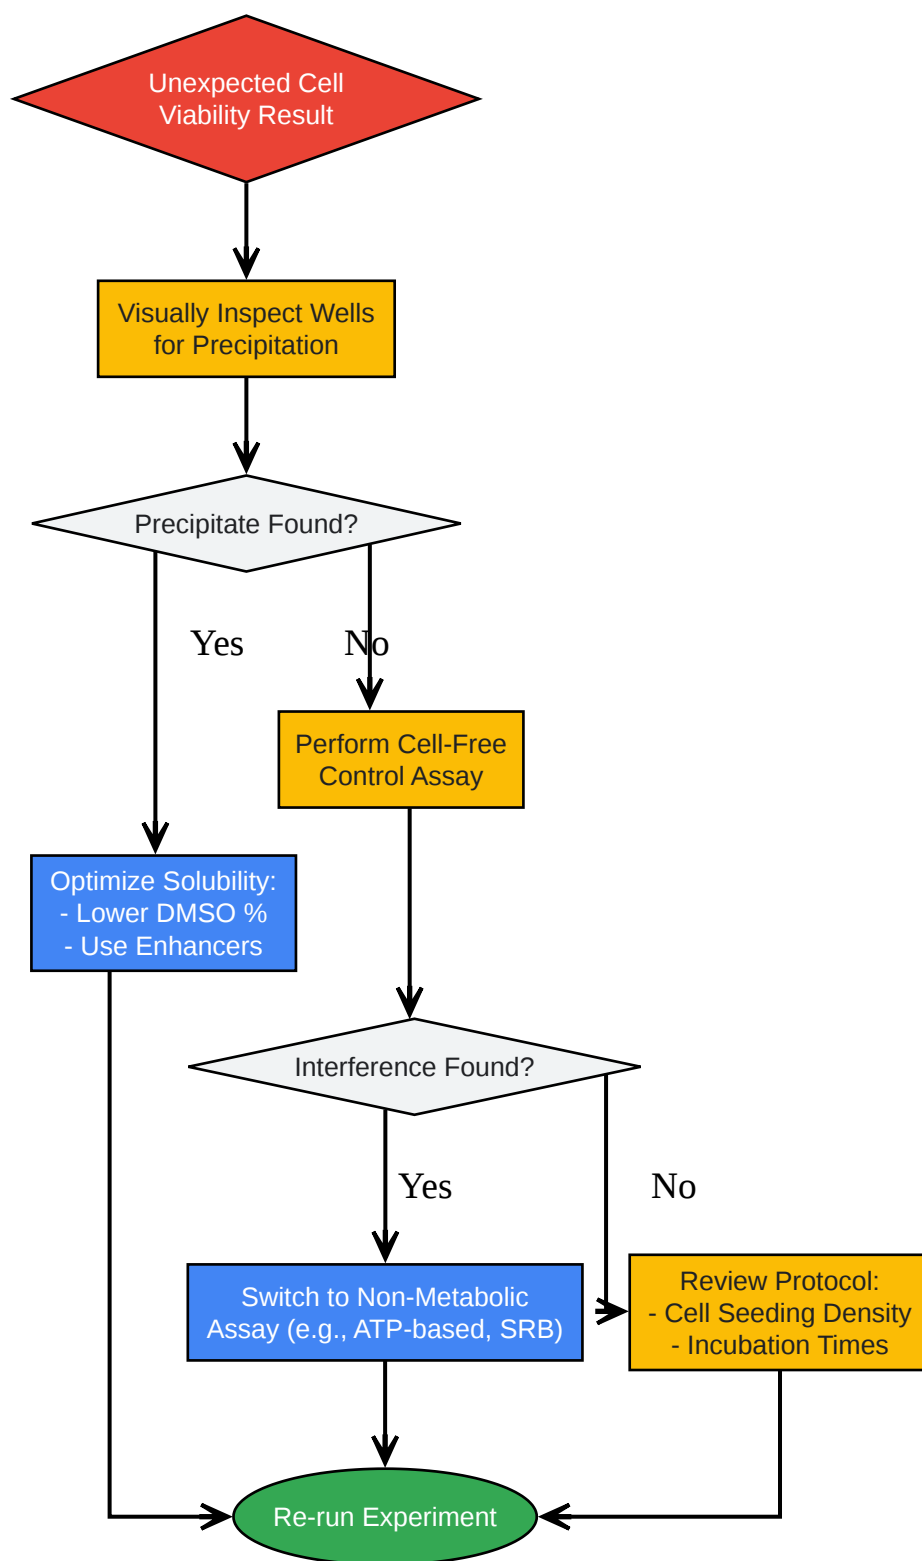 Unexpected Cell
Viability Result
Visually Inspect Wells
for Precipitation
Precipitate Found?
Yes
No
Perform Cell-Free
Control Assay
Optimize Solubility:
- Lower DMSO %
- Use Enhancers
Interference Found?
Yes
No
Switch to Non-Metabolic
Assay (e.g., ATP-based, SRB)
Review Protocol:
- Cell Seeding Density
- Incubation Times
Re-run Experiment